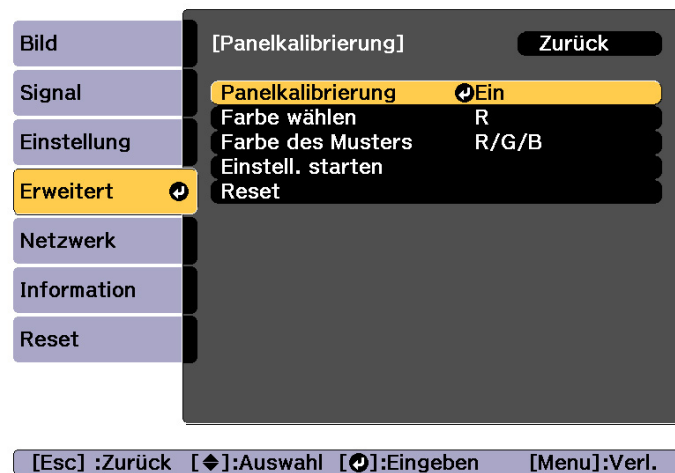 Bild
Signal
Einstellung
Erweitert
Netzwerk
Information
Reset
[Panelkalibrierung] Zurück
Panelkalibrierung Ein
Farbe wählen R
Farbe des Musters R/G/B
Einstell. starten
Reset
[Esc] :Zurück [◆]:Auswahl [⏎]:Eingeben [Menu]:Verl.